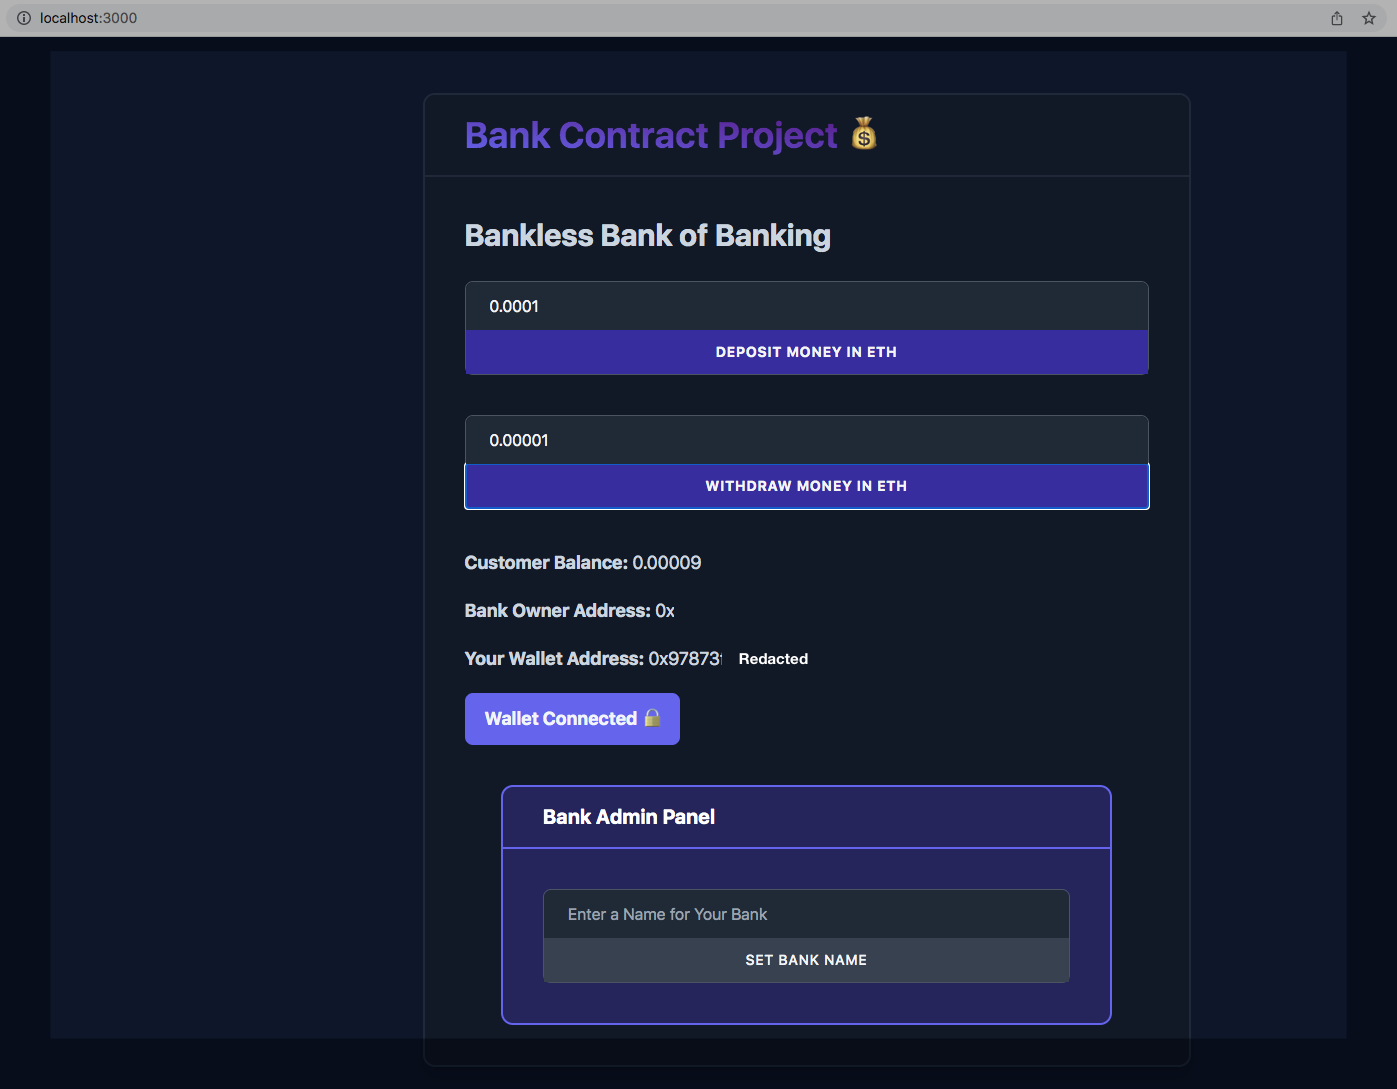 localhost:3000
Bank Contract Project 💰
Bankless Bank of Banking
0.0001
DEPOSIT MONEY IN ETH
0.00001
WITHDRAW MONEY IN ETH
Customer Balance: 0.00009
Bank Owner Address: 0x
Your Wallet Address: 0x97873 Redacted
Wallet Connected 🔒
Bank Admin Panel
Enter a Name for Your Bank
SET BANK NAME